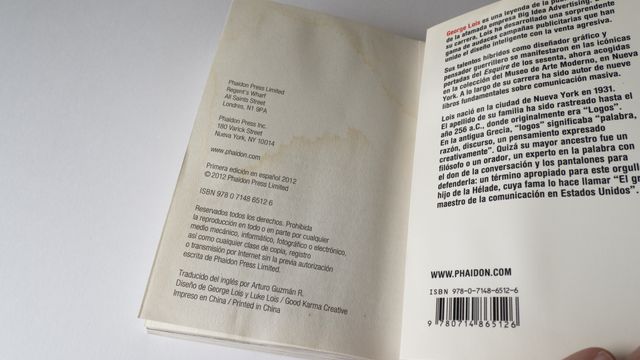 Phaidon Press Limited
Regent's Wharf
All Saints Street
Londres, N1 9PA
Phaidon Press Inc.
180 Varick Street
Nueva York, NY 10014
www.phaidon.com
Primera edición en español 2012
© 2012 Phaidon Press Limited
ISBN 978 0 7148 6512 6
Reservados todos los derechos. Prohibida
la reproducción en todo o en parte por cualquier
medio mecánico, informático, fotográfico o electrónico,
así como cualquier clase de copia, registro
o transmisión por Internet sin la previa autorización
escrita de Phaidon Press Limited.
Traducido del inglés por Arturo Guzmán R.
Diseño de George Lois y Luke Lois / Good Karma Creative
Impreso en China / Printed in China
George Lois es una leyenda de la
de la afamada empresa Big Idea Advertising.
su carrera, Lois ha desarrollado una sorprendente
gama de audaces campañas publicitarias que han
unido el diseño inteligente con la venta agresiva.
Sus talentos híbridos como diseñador gráfico y
pensador guerrillero se manifestaron en las icónicas
portadas del Esquire de los sesenta, ahora acogidas
en la colección del Museo de Arte Moderno, en Nueva
York. A lo largo de su carrera ha sido autor de nueve
libros fundamentales sobre comunicación masiva.
Lois nació en la ciudad de Nueva York en 1931.
El apellido de su familia ha sido rastreado hasta el
año 256 a.C., donde originalmente era "Logos".
En la antigua Grecia, "logos" significaba "palabra,
razón, discurso, un pensamiento expresado
creativamente". Quizá su mayor ancestro fue un
filósofo o un orador, un experto en la palabra con
el don de la conversación y los pantalones para
defenderla: un término apropiado para este
hijo de la Hélade, cuya fama lo hace llamar "El
maestro de la comunicación en Estados Unidos".
WWW.PHAIDON.COM
ISBN 978-0-7148-6512-6
9 780714 865126